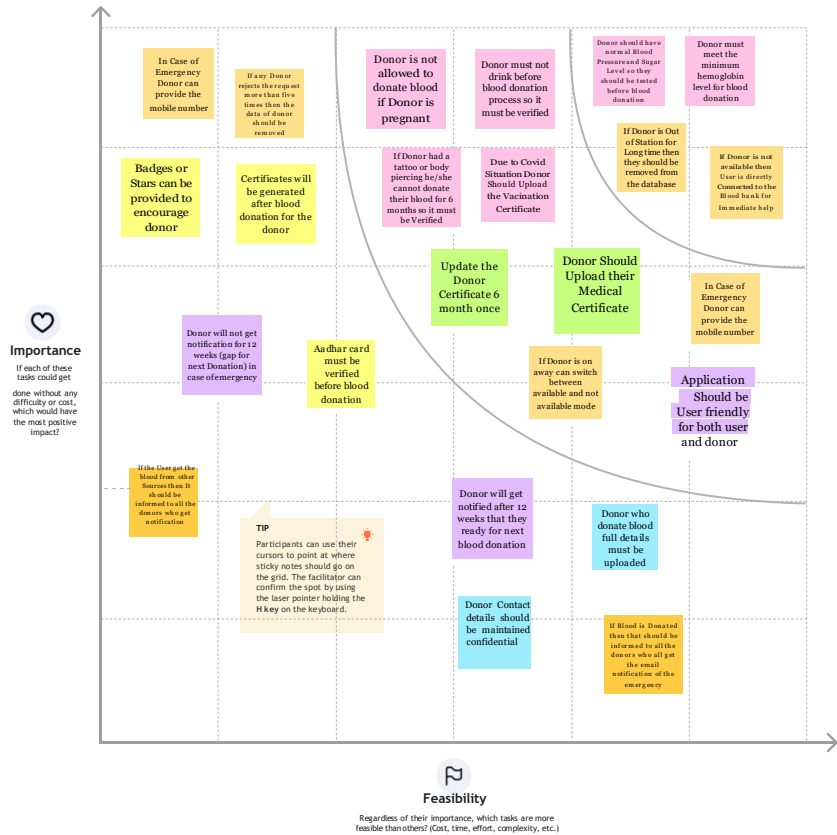 In Case of
Emergency
Donor can
provide the
mobile number
If any Donor
rejects the request
more than five
times then the
data of donor
should be
removed
Donor is not
allowed to
donate blood
if Donor is
pregnant
Donor must not
drink before
blood donation
process so it
must be verified
Donor should have
normal Blood
Pressure and Sugar
Level so they
should be tested
before blood
donation
Donor must
meet the
minimum
hemoglobin
level for blood
donation
If Donor is Out
of Station for
Long time then
they should be
removed from
the database
If Donor is not
available then
User is directly
Connected to the
Blood bank for
Immediate help
Badges or
Stars can be
provided to
encourage
donor
Certificates will
be generated
after blood
donation for the
donor
If Donor had a
tattoo or body
piercing he/she
cannot donate
their blood for 6
months so it must
be Verified
Due to Covid
Situation Donor
Should Upload
the Vacination
Certificate
Update the
Donor
Certificate 6
month once
Donor Should
Upload their
Medical
Certificate
In Case of
Emergency
Donor can
provide the
mobile number
Donor will not get
notification for 12
weeks (gap for
next Donation) in
case of emergency
Aadhar card
must be
verified
before blood
donation
If Donor is on
away can switch
between
available and not
available mode
Application
Should be
User friendly
for both user
and donor
Importance
If each of these
tasks could get
done without any
difficulty or cost,
which would have
the most positive
impact?
If the User get the
blood from other
Sources then It
should be
informed to all the
donors who get
notification
TIP
Participants can use their
cursors to point at where
sticky notes should go on
the grid. The facilitator can
confirm the spot by using
the laser pointer holding the
H key on the keyboard.
Donor will get
notified after 12
weeks that they
ready for next
blood donation
Donor who
donate blood
full details
must be
uploaded
Donor Contact
details should
be maintained
confidential
If Blood is Donated
then that should be
informed to all the
donors who all get
the email
notification of the
emergency
Feasibility
Regardless of their importance, which tasks are more
feasible than others? (Cost, time, effort, complexity, etc.)